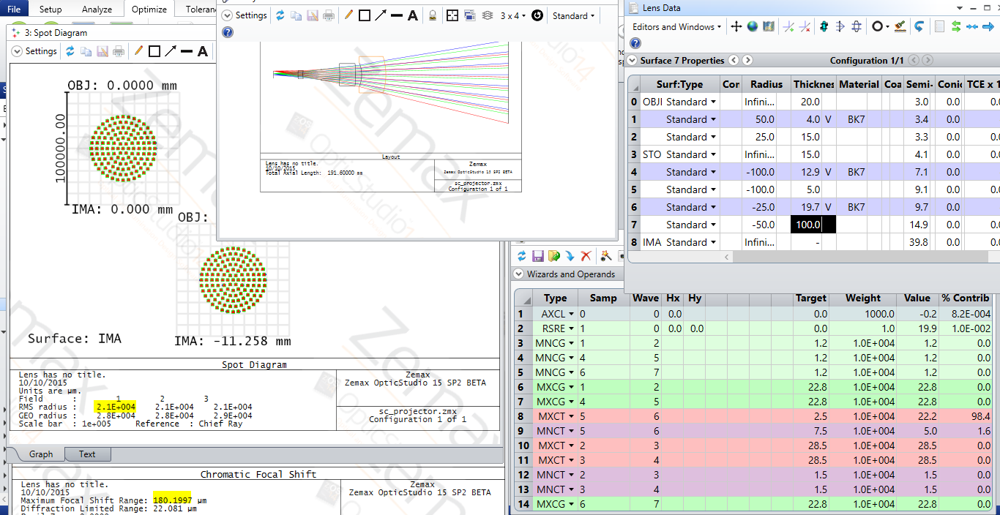 File Setup Analyze Optimize Toleran
3: Spot Diagram
Settings
OBJ: 0.0000 mm
100000.00
IMA: 0.000 mm
OBJ:
Surface: IMA
IMA: -11.258 mm
Spot Diagram
Lens has no title.
10/10/2015
Units are µm.
Field : 1 2 3
RMS radius : 2.1E+004 2.1E+004 2.1E+004
GEO radius : 2.8E+004 2.8E+004 2.9E+004
Scale bar : 1e+005 Reference : Chief Ray
Zemax
Zemax OpticStudio 15 SP2 BETA
sc_projector.zmx
Configuration 1 of 1
Graph Text
Chromatic Focal Shift
Lens has no title.
10/10/2015
Maximum Focal Shift Range: 180.1997 µm
Diffraction Limited Range: 22.081 µm
Zemax
Zemax OpticStudio 15 SP2 BETA
Settings 3 x 4 Standard
Layout
Lens has no title.
10/10/2015
Total Axial Length: 191.60000 mm
Zemax
Zemax OpticStudio 15 SP2 BETA
sc_projector.zmx
Configuration 1 of 1
Zemax
OpticStudio14
Lens Data
Editors and Windows
Surface 7 Properties Configuration 1/1
Surf:Type Cor Radius Thicknes Material Coa Semi- Conic TCE x 1
0 OBJI Standard Infini... 20.0 3.0 0.0 0.0
1 Standard 50.0 4.0 V BK7 3.4 0.0
2 Standard 25.0 15.0 3.3 0.0 0.0
3 STO Standard Infini... 15.0 4.1 0.0 0.0
4 Standard -100.0 12.9 V BK7 7.1 0.0
5 Standard -100.0 5.0 9.1 0.0 0.0
6 Standard -25.0 19.7 V BK7 9.7 0.0
7 Standard -50.0 100.0 14.9 0.0 0.0
8 IMA Standard Infini... - 39.8 0.0 0.0
Wizards and Operands
Type Samp Wave Hx Hy Target Weight Value % Contrib
1 AXCL 0 0 0.0 0.0 1000.0 -0.2 8.2E-004
2 RSRE 1 0 0.0 0.0 0.0 1.0 19.9 1.0E-002
3 MNCG 1 2 1.2 1.0E+004 1.2 0.0
4 MNCG 4 5 1.2 1.0E+004 1.2 0.0
5 MNCG 6 7 1.2 1.0E+004 1.2 0.0
6 MXCG 1 2 22.8 1.0E+004 22.8 0.0
7 MXCG 4 5 22.8 1.0E+004 22.8 0.0
8 MXCT 5 6 2.5 1.0E+004 22.2 98.4
9 MNCT 5 6 7.5 1.0E+004 5.0 1.6
10 MXCT 2 3 28.5 1.0E+004 28.5 0.0
11 MXCT 3 4 28.5 1.0E+004 28.5 0.0
12 MNCT 2 3 1.5 1.0E+004 1.5 0.0
13 MNCT 3 4 1.5 1.0E+004 1.5 0.0
14 MXCG 6 7 22.8 1.0E+004 22.8 0.0